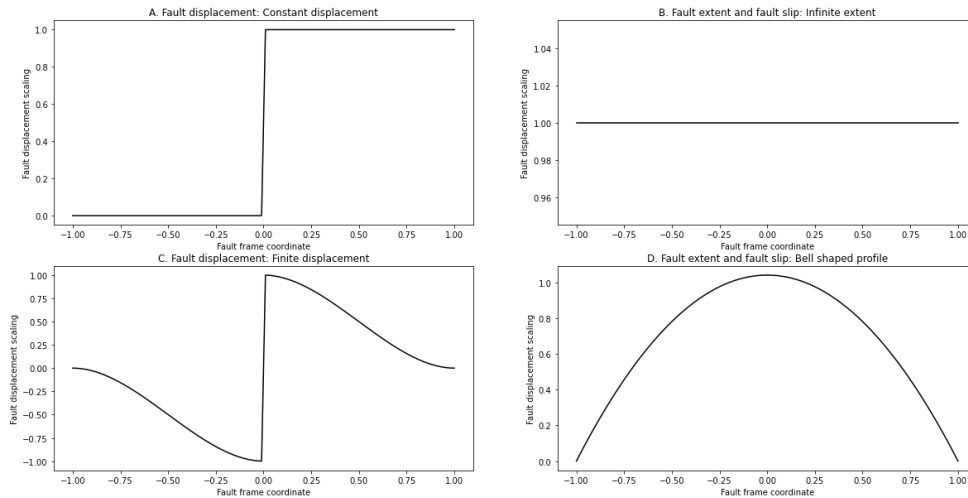 A. Fault displacement: Constant displacement
1.0
0.8
0.6
0.4
0.2
0.0
Fault displacement scaling
−1.00 −0.75 −0.50 −0.25 0.00 0.25 0.50 0.75 1.00
Fault frame coordinate
B. Fault extent and fault slip: Infinite extent
1.04
1.02
1.00
0.98
0.96
Fault displacement scaling
−1.00 −0.75 −0.50 −0.25 0.00 0.25 0.50 0.75 1.00
Fault frame coordinate
C. Fault displacement: Finite displacement
1.00
0.75
0.50
0.25
0.00
−0.25
−0.50
−0.75
−1.00
Fault displacement scaling
−1.00 −0.75 −0.50 −0.25 0.00 0.25 0.50 0.75 1.00
Fault frame coordinate
D. Fault extent and fault slip: Bell shaped profile
1.0
0.8
0.6
0.4
0.2
0.0
Fault displacement scaling
−1.00 −0.75 −0.50 −0.25 0.00 0.25 0.50 0.75 1.00
Fault frame coordinate